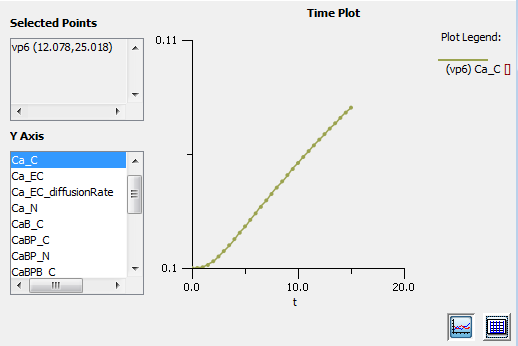 Selected Points
vp6 (12.078,25.018)
Y Axis
Ca_C
Ca_EC
Ca_EC_diffusionRate
Ca_N
CaB_C
CaBP_C
CaBP_N
CaBPB_C
Time Plot
0.11
0.1
0.0
10.0
20.0
t
Plot Legend:
(vp6) Ca_C []